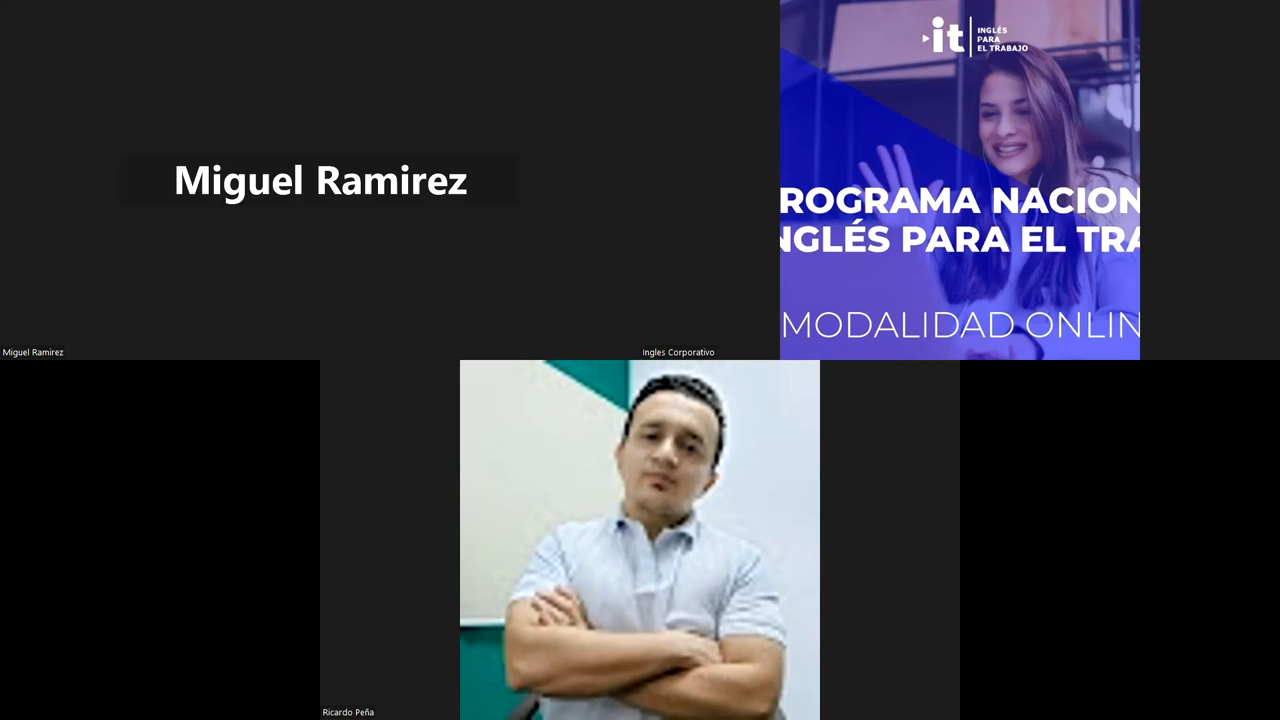 Miguel Ramirez
Miguel Ramirez
it
INGLÉS
PARA
EL TRABAJO
ROGRAMA NACION
NGLÉS PARA EL TRA
MODALIDAD ONLIN
Ingles Corporativo
Ricardo Peña